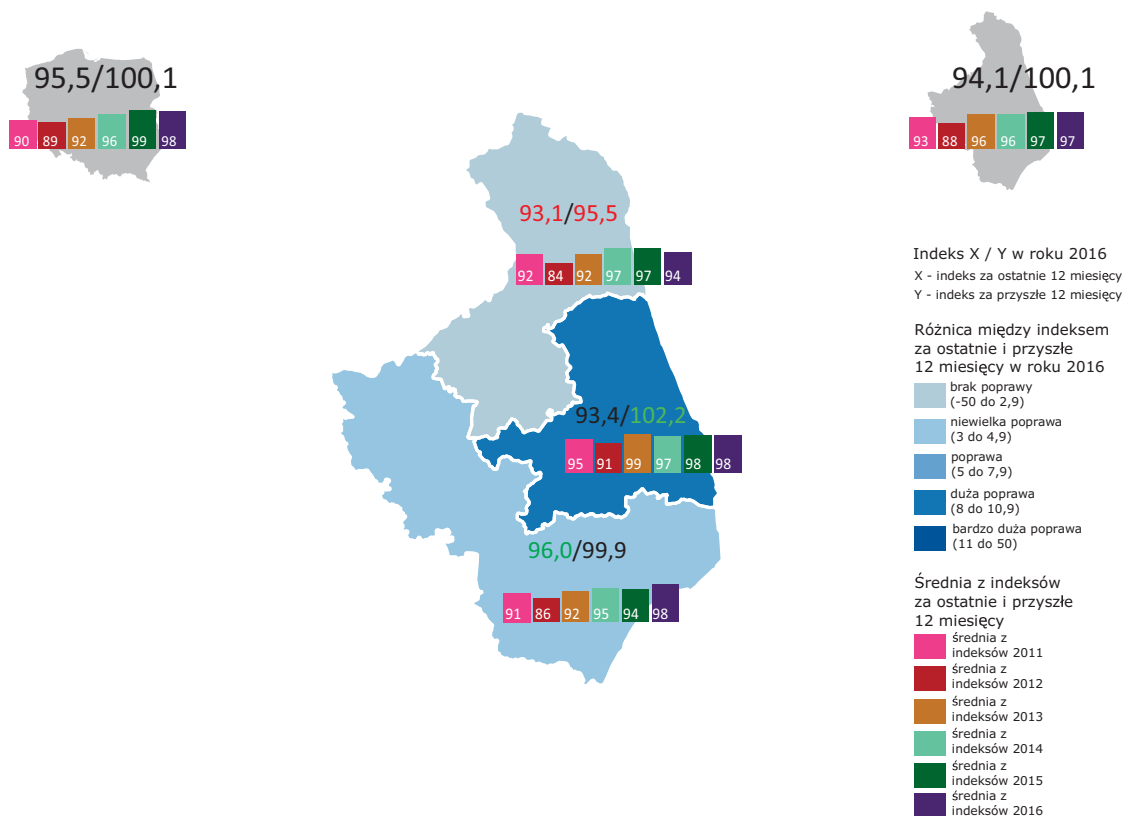 95,5/100,1
90 89 92 96 99 98
94,1/100,1
93 88 96 96 97 97
93,1/95,5
92 84 92 97 97 94
93,4/102,2
95 91 99 97 98 98
96,0/99,9
91 86 92 95 94 98
Indeks X / Y w roku 2016
X - indeks za ostatnie 12 miesięcy
Y - indeks za przyszłe 12 miesięcy
Różnica między indeksem
za ostatnie i przyszłe
12 miesięcy w roku 2016
brak poprawy
(-50 do 2,9)
niewielka poprawa
(3 do 4,9)
poprawa
(5 do 7,9)
duża poprawa
(8 do 10,9)
bardzo duża poprawa
(11 do 50)
Średnia z indeksów
za ostatnie i przyszłe
12 miesięcy
średnia z
indeksów 2011
średnia z
indeksów 2012
średnia z
indeksów 2013
średnia z
indeksów 2014
średnia z
indeksów 2015
średnia z
indeksów 2016